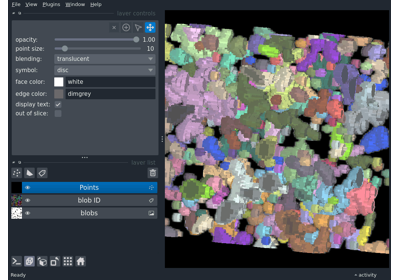 File View Plugins Window Help
layer controls
opacity: 1.00
point size: 10
blending: translucent
symbol: disc
face color: white
edge color: dimgrey
display text:
out of slice:
layer list
Points
blob ID
blobs
Ready activity